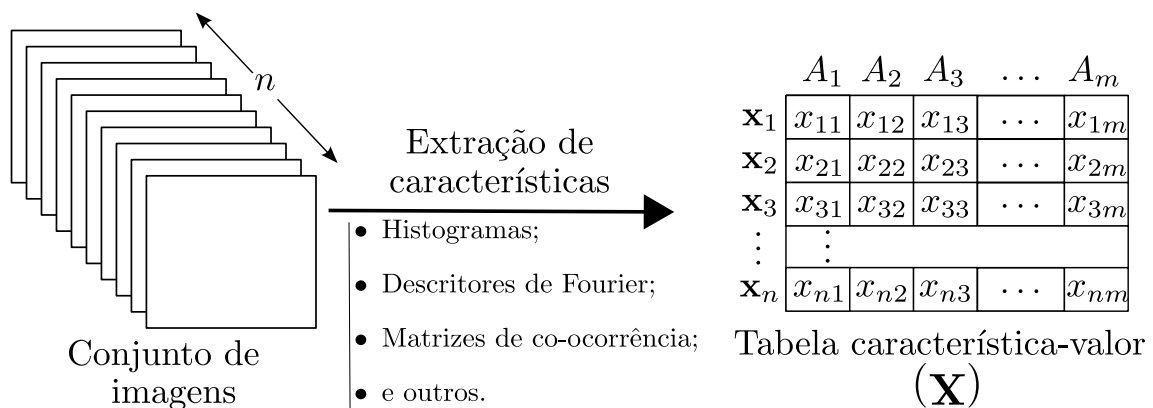 n
Conjunto de
imagens
Extração de
características
• Histogramas;
• Descritores de Fourier;
• Matrizes de co-ocorrência;
• e outros.
A₁ A₂ A₃ … Aₘ
x₁ x₁₁ x₁₂ x₁₃ … x₁ₘ
x₂ x₂₁ x₂₂ x₂₃ … x₂ₘ
x₃ x₃₁ x₃₂ x₃₃ … x₃ₘ
⋮ ⋮
xₙ xₙ₁ xₙ₂ xₙ₃ … xₙₘ
Tabela característica-valor
(X)